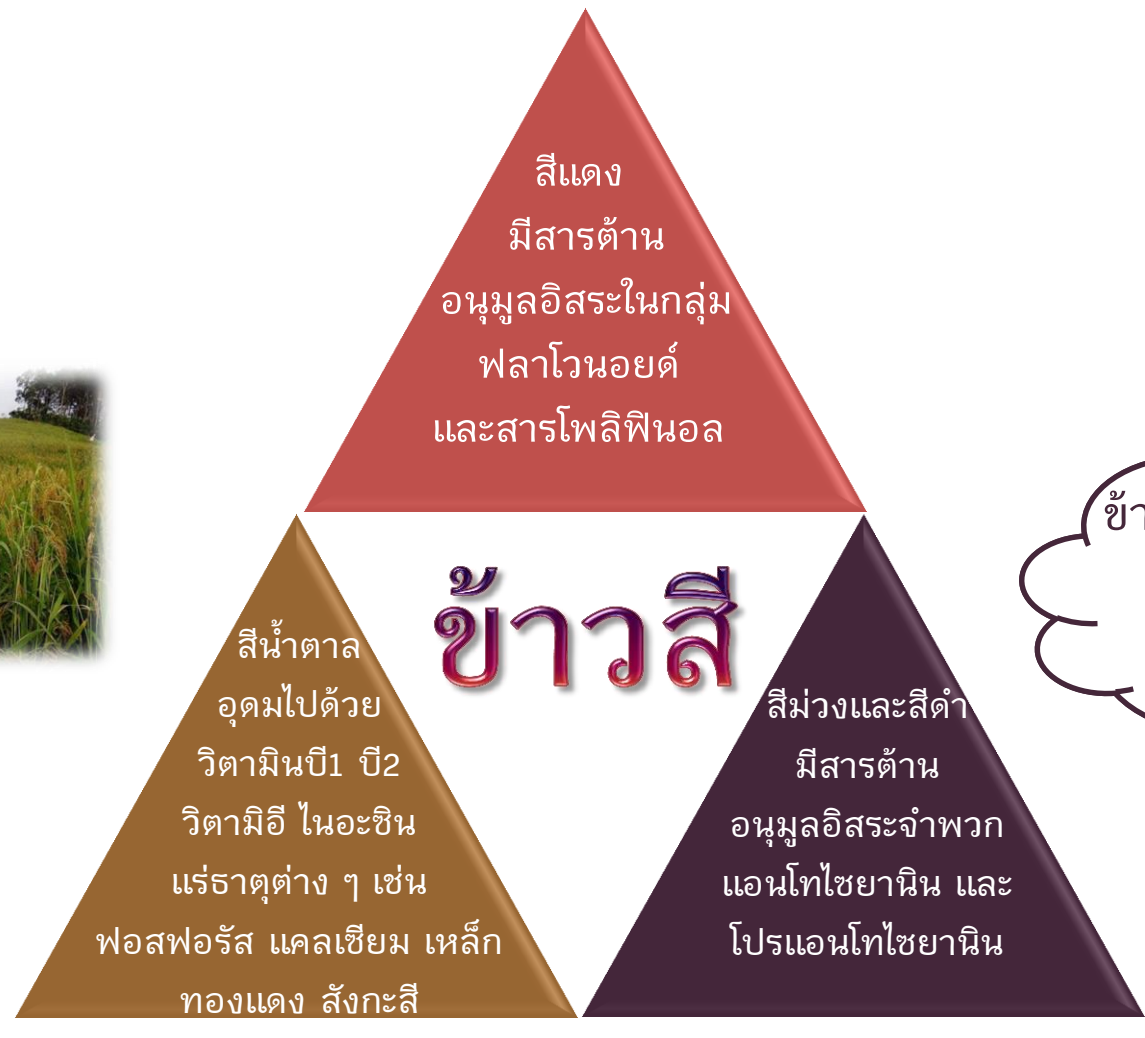 สีแดง
มีสารต้าน
อนุมูลอิสระในกลุ่ม
ฟลาโวนอยด์
และสารโพลิฟินอล
ข้าวสี
สีน้ำตาล
อุดมไปด้วย
วิตามินบี1 บี2
วิตามิอี ไนอะซิน
แร่ธาตุต่าง ๆ เช่น
ฟอสฟอรัส แคลเซียม เหล็ก
ทองแดง สังกะสี
สีม่วงและสีดำ
มีสารต้าน
อนุมูลอิสระจำพวก
แอนโทไซยานิน และ
โปรแอนโทไซยานิน